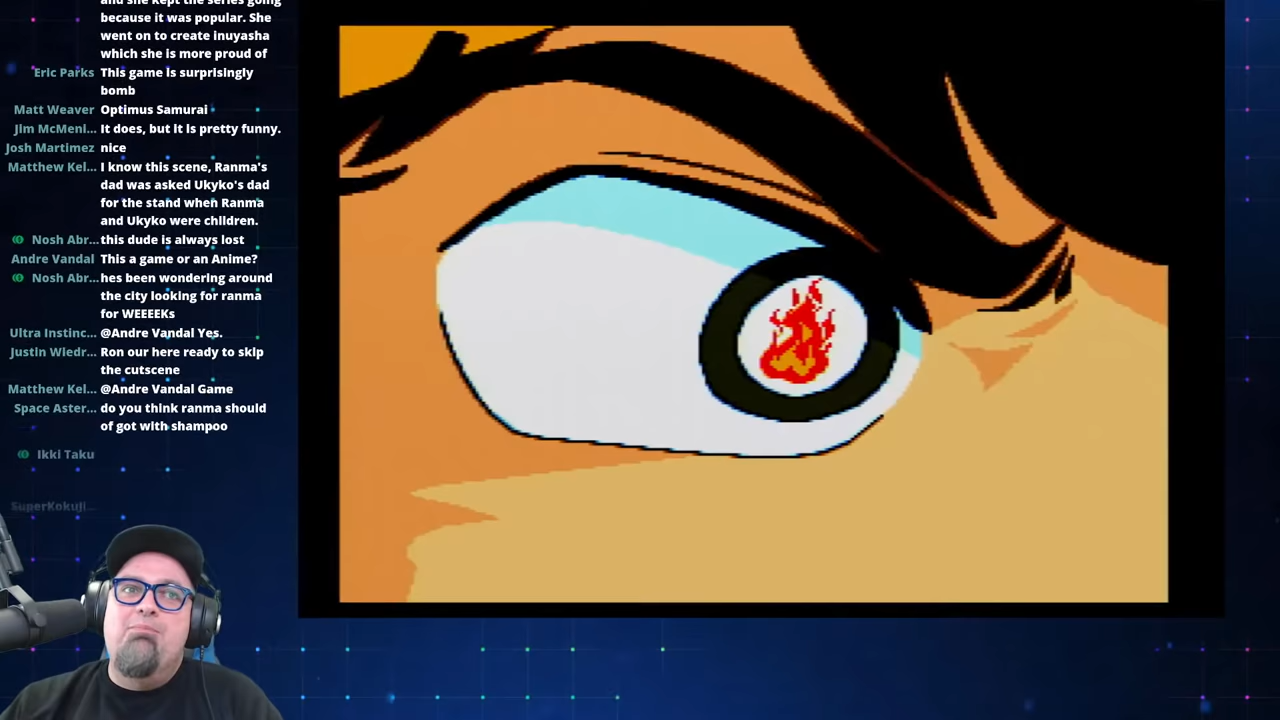 and she kept the series going
because it was popular. She
went on to create inuyasha
which she is more proud of
Eric Parks This game is surprisingly
bomb
Matt Weaver Optimus Samurai
Jim McMeni... It does, but it is pretty funny.
Josh Martimez nice
Matthew Kel... I know this scene, Ranma's
dad was asked Ukyko's dad
for the stand when Ranma
and Ukyko were children.
Nosh Abr... this dude is always lost
Andre Vandal This a game or an Anime?
Nosh Abr... hes been wondering around
the city looking for ranma
for WEEEEKs
Ultra Instinc... @Andre Vandal Yes.
Justin Wiedr... Ron our here ready to skip
the cutscene
Matthew Kel... @Andre Vandal Game
Space Aster... do you think ranma should
of got with shampoo
Ikki Taku
SuperKokuji...